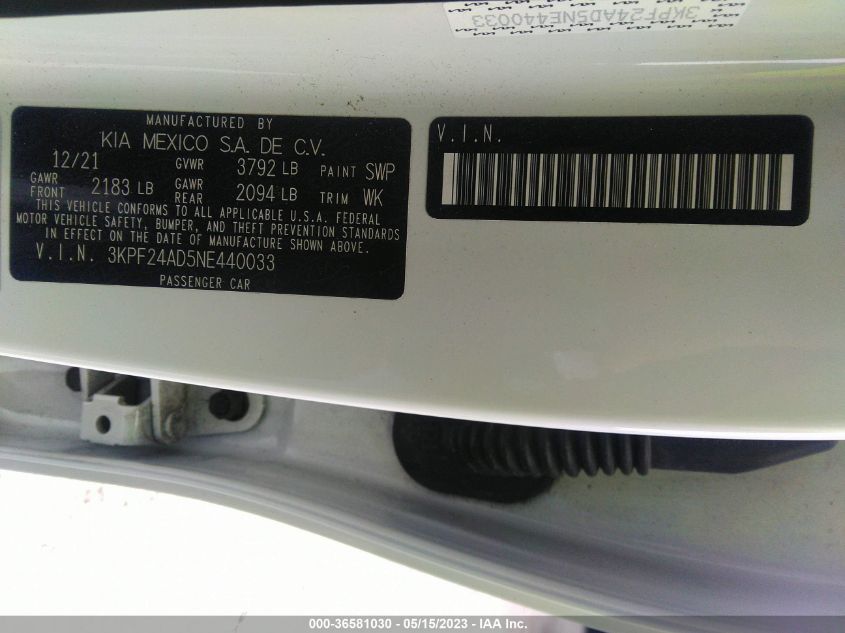 3KPF24AD5NE440033
MANUFACTURED BY
KIA MEXICO S.A. DE C.V.
12/21 GVWR 3792 LB PAINT SWP
GAWR FRONT 2183 LB GAWR REAR 2094 LB TRIM WK
THIS VEHICLE CONFORMS TO ALL APPLICABLE U.S.A. FEDERAL
MOTOR VEHICLE SAFETY, BUMPER, AND THEFT PREVENTION STANDARDS
IN EFFECT ON THE DATE OF MANUFACTURE SHOWN ABOVE.
V.I.N. 3KPF24AD5NE440033
PASSENGER CAR
V.I.N.
000-36581030 - 05/15/2023 - IAA Inc.